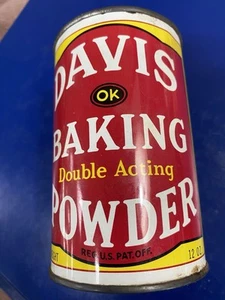 DAVIS
OK
BAKING
Double Acting
POWDER
REG. U.S. PAT. OFF.
12 OZ